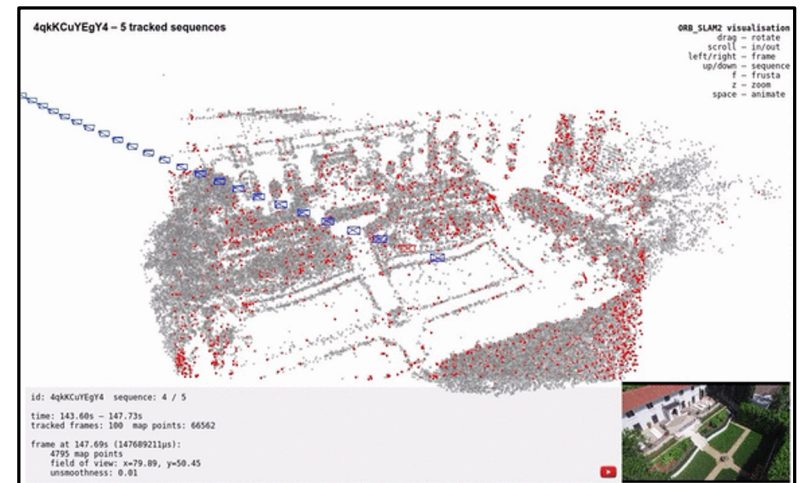 4qkKCuYEgY4 – 5 tracked sequences
ORB_SLAM2 visualisation
drag – rotate
scroll – in/out
left/right – frame
up/down – sequence
f – frusta
z – zoom
space – animate
id: 4qkKCuYEgY4 sequence: 4 / 5
time: 143.60s – 147.73s
tracked frames: 100 map points: 66562
frame at 147.69s (147689211µs):
4795 map points
field of view: x=79.89, y=50.45
unsmoothness: 0.01